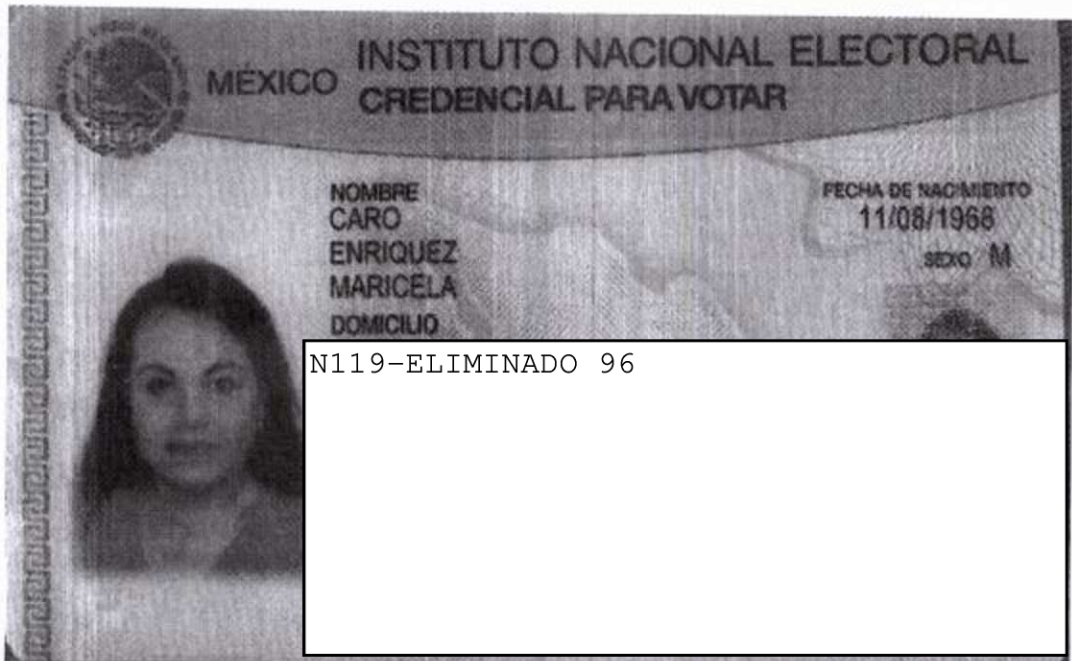 MÉXICO
INSTITUTO NACIONAL ELECTORAL
CREDENCIAL PARA VOTAR
NOMBRE
CARO
ENRIQUEZ
MARICELA
FECHA DE NACIMIENTO
11/08/1968
SEXO M
DOMICILIO
N119-ELIMINADO 96